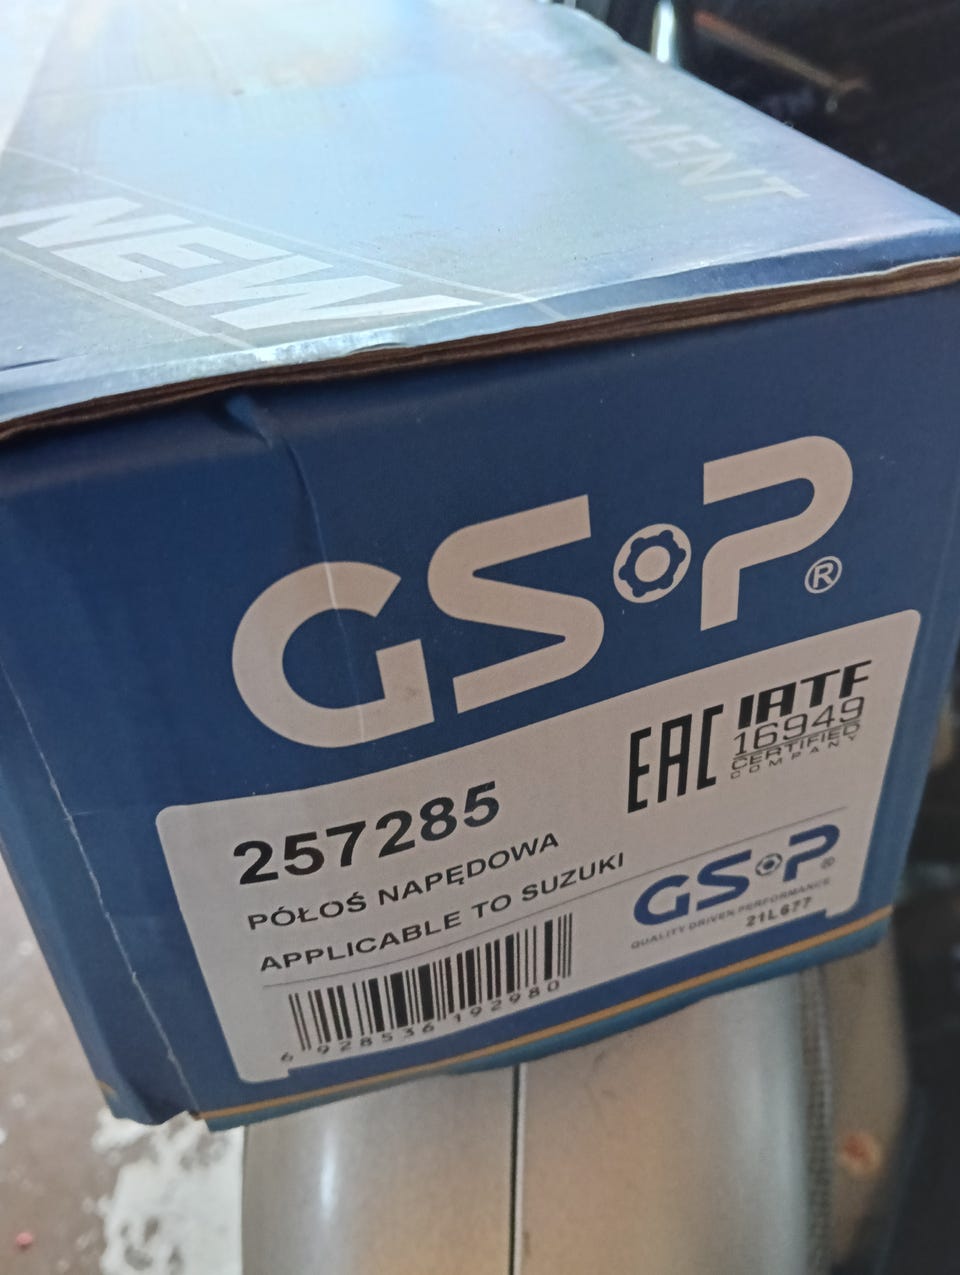 NEW
GSP®
257285
PÓŁOŚ NAPĘDOWA
APPLICABLE TO SUZUKI
EAC
IATF
16949
CERTIFIED
COMPANY
GSP®
QUALITY DRIVEN PERFORMANCE
21L677
6 928536 192980